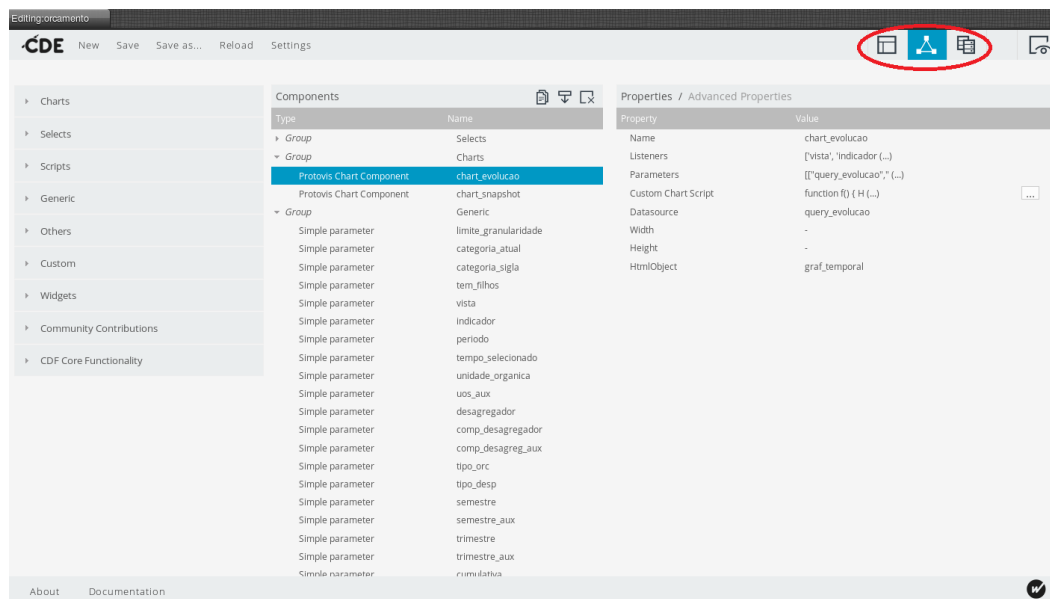 Editing:orcamento
CDE New Save Save as... Reload Settings
Charts
Selects
Scripts
Generic
Others
Custom
Widgets
Community Contributions
CDF Core Functionality
Components
Type Name
Group Selects
Group Charts
Protovis Chart Component chart_evolucao
Protovis Chart Component chart_snapshot
Group Generic
Simple parameter limite_granularidade
Simple parameter categoria_atual
Simple parameter categoria_sigla
Simple parameter tem_filhos
Simple parameter vista
Simple parameter indicador
Simple parameter periodo
Simple parameter tempo_selecionado
Simple parameter unidade_organica
Simple parameter uos_aux
Simple parameter desagregador
Simple parameter comp_desagregador
Simple parameter comp_desagreg_aux
Simple parameter tipo_orc
Simple parameter tipo_desp
Simple parameter semestre
Simple parameter semestre_aux
Simple parameter trimestre
Simple parameter trimestre_aux
Simple parameter cumulativa
Properties / Advanced Properties
Property Value
Name chart_evolucao
Listeners ['vista', 'indicador (...)
Parameters [["query_evolucao"," (...)
Custom Chart Script function f() { H (...) ...
Datasource query_evolucao
Width -
Height -
HtmlObject graf_temporal
About Documentation